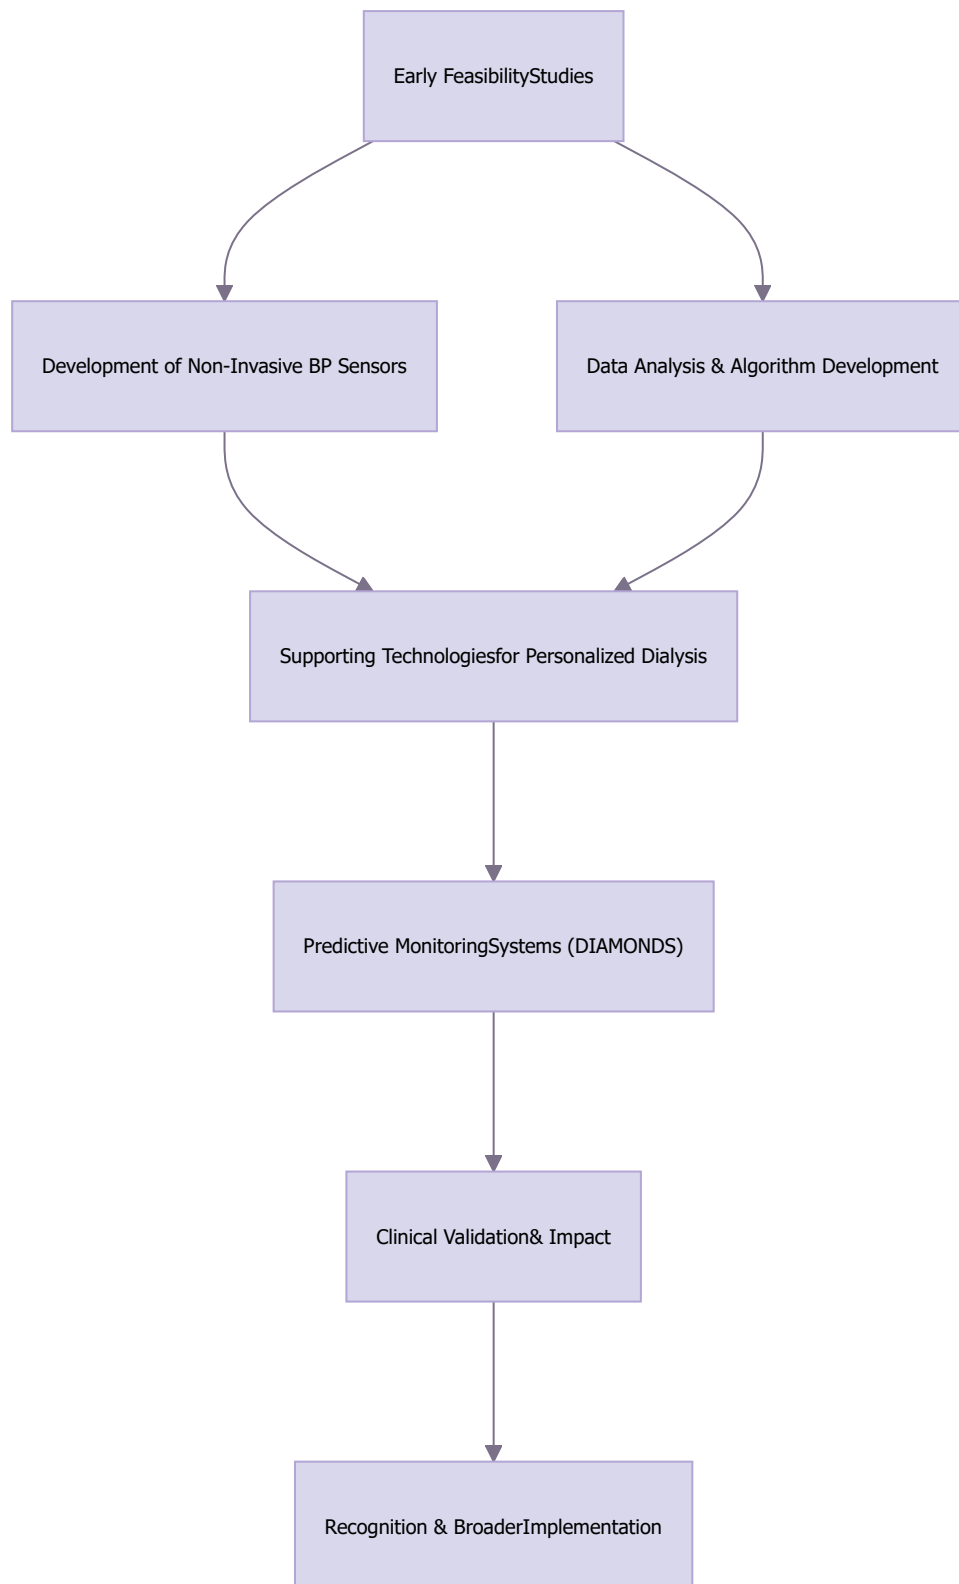 Early FeasibilityStudies
Development of Non-Invasive BP Sensors
Data Analysis & Algorithm Development
Supporting Technologiesfor Personalized Dialysis
Predictive MonitoringSystems (DIAMONDS)
Clinical Validation& Impact
Recognition & BroaderImplementation